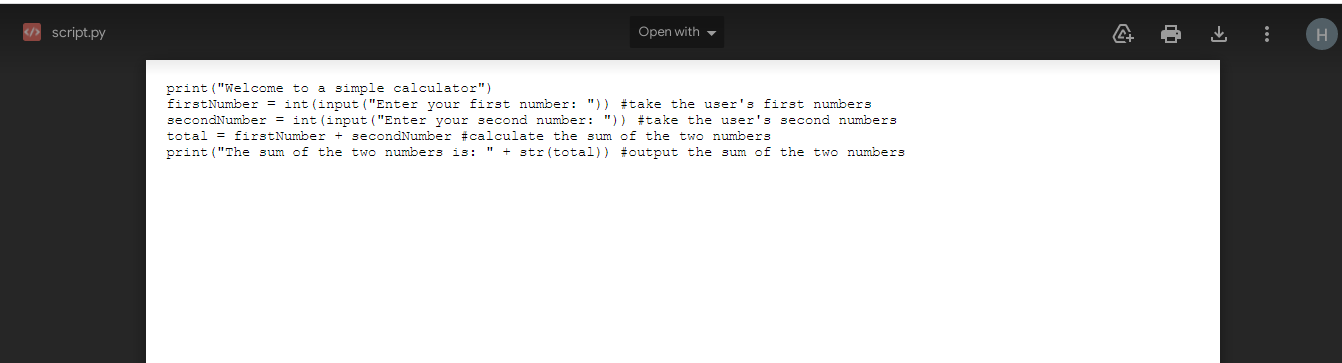 script.py
Open with
H
print("Welcome to a simple calculator")
firstNumber = int(input("Enter your first number: ")) #take the user's first numbers
secondNumber = int(input("Enter your second number: ")) #take the user's second numbers
total = firstNumber + secondNumber #calculate the sum of the two numbers
print("The sum of the two numbers is: " + str(total)) #output the sum of the two numbers